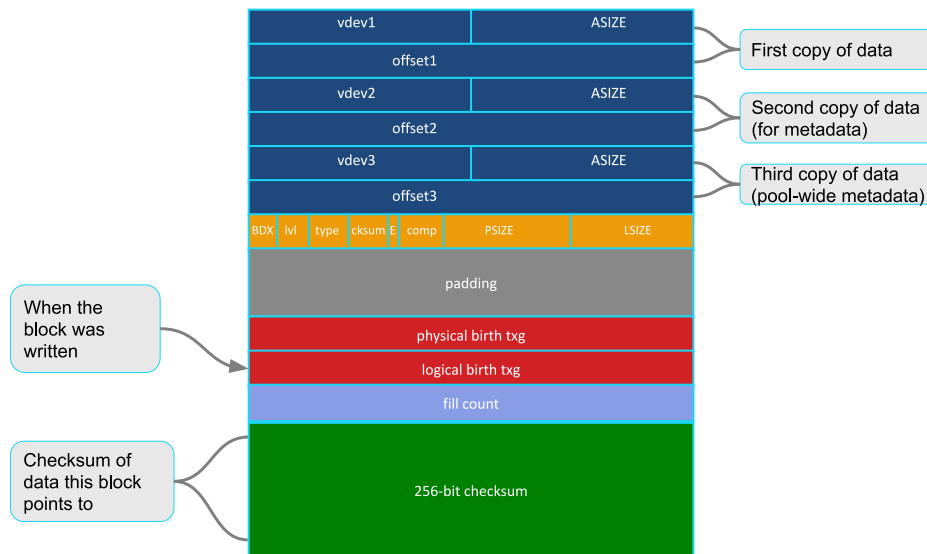 vdev1 ASIZE
offset1
First copy of data
vdev2 ASIZE
offset2
Second copy of data
(for metadata)
vdev3 ASIZE
offset3
Third copy of data
(pool-wide metadata)
BDX lvl type cksum E comp PSIZE LSIZE
padding
When the
block was
written
physical birth txg
logical birth txg
fill count
Checksum of
data this block
points to
256-bit checksum